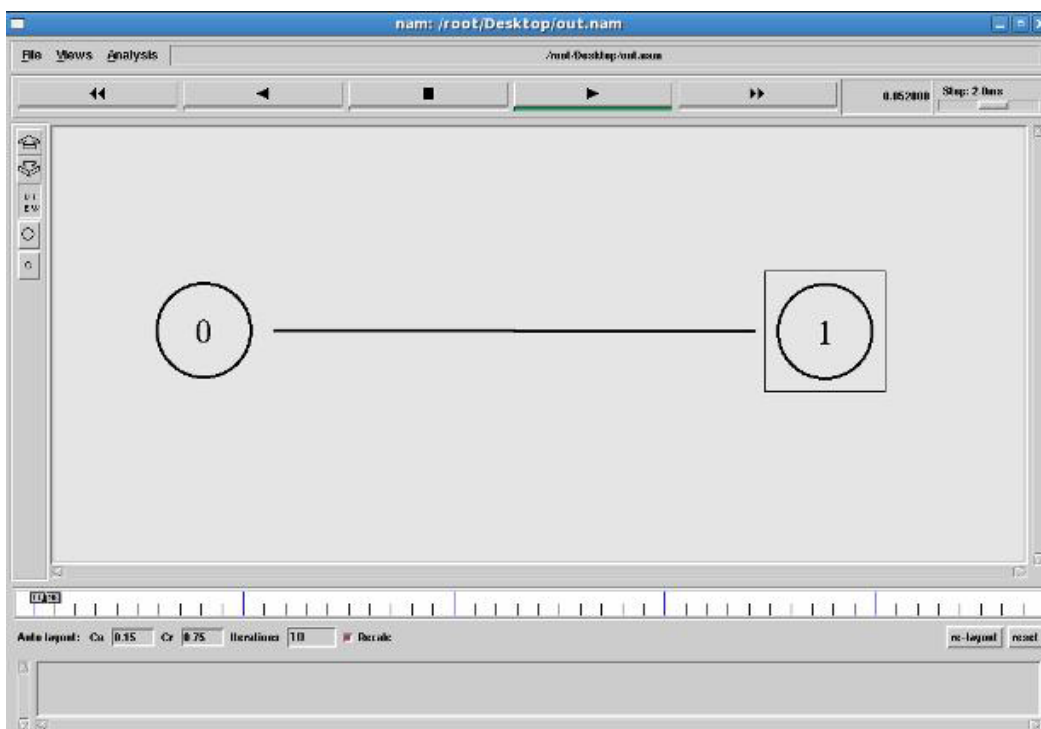 nam: /root/Desktop/out.nam
File Views Analysis /root/Desktop/out.nam
0.052000 Step: 2.0ms
0 1
Auto layout: Ca 0.15 Cr 0.75 Iterations 10 Recalc re-layout reset